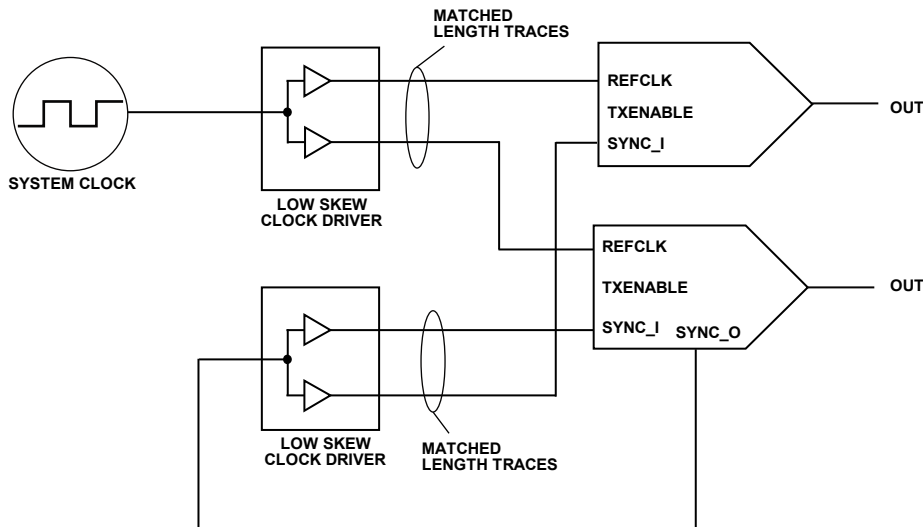 MATCHED
LENGTH TRACES
SYSTEM CLOCK
LOW SKEW
CLOCK DRIVER
REFCLK
TXENABLE
SYNC_I
OUT
REFCLK
TXENABLE
SYNC_I
SYNC_O
OUT
LOW SKEW
CLOCK DRIVER
MATCHED
LENGTH TRACES